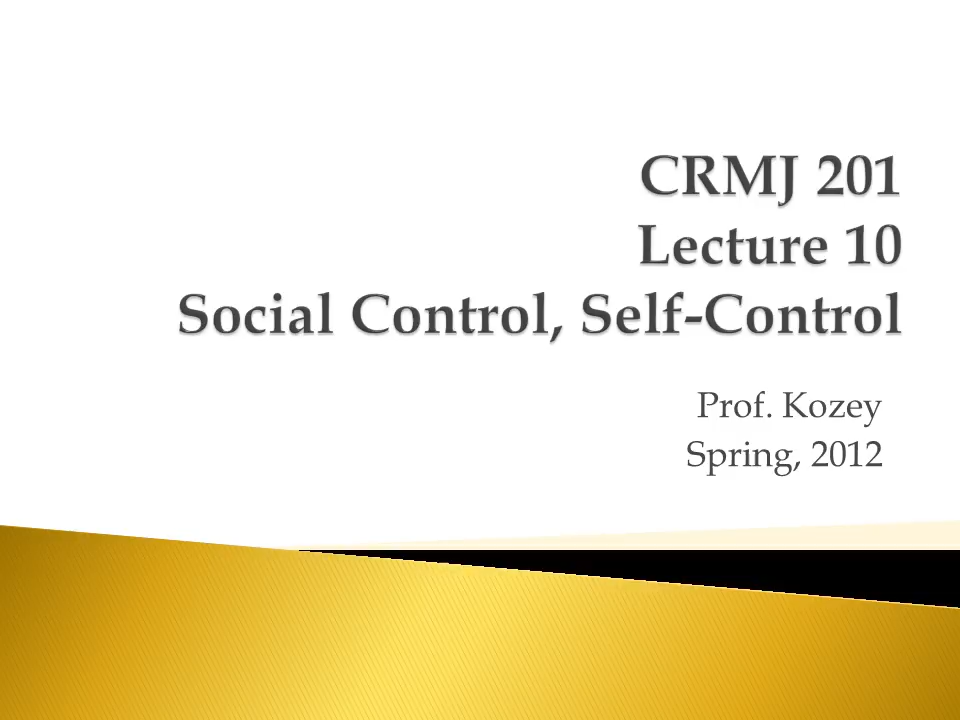 CRMJ 201
Lecture 10
Social Control, Self-Control
Prof. Kozey
Spring, 2012